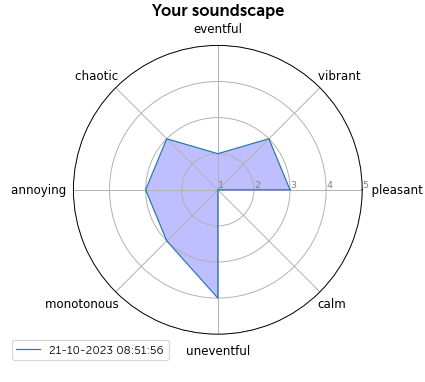 Your soundscape
eventful
chaotic
vibrant
annoying
1 2 3 4 5
pleasant
monotonous
calm
uneventful
21-10-2023 08:51:56